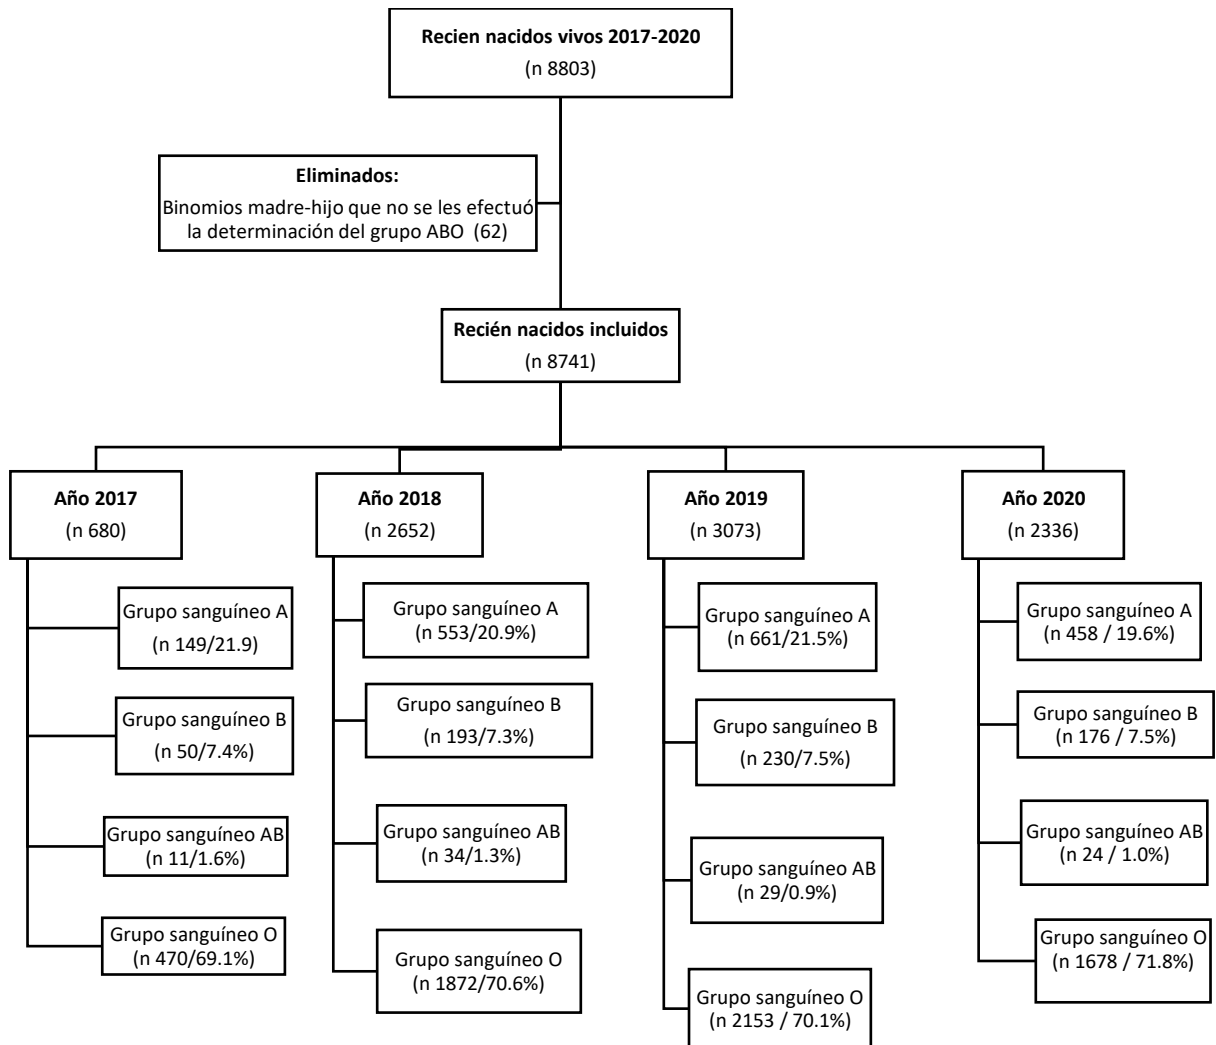 Recien nacidos vivos 2017-2020
(n 8803)
Eliminados:
Binomios madre-hijo que no se les efectuó
la determinación del grupo ABO (62)
Recién nacidos incluidos
(n 8741)
Año 2017
(n 680)
Grupo sanguíneo A
(n 149/21.9
Grupo sanguíneo B
(n 50/7.4%)
Grupo sanguíneo AB
(n 11/1.6%)
Grupo sanguíneo O
(n 470/69.1%)
Año 2018
(n 2652)
Grupo sanguíneo A
(n 553/20.9%)
Grupo sanguíneo B
(n 193/7.3%)
Grupo sanguíneo AB
(n 34/1.3%)
Grupo sanguíneo O
(n 1872/70.6%)
Año 2019
(n 3073)
Grupo sanguíneo A
(n 661/21.5%)
Grupo sanguíneo B
(n 230/7.5%)
Grupo sanguíneo AB
(n 29/0.9%)
Grupo sanguíneo O
(n 2153 / 70.1%)
Año 2020
(n 2336)
Grupo sanguíneo A
(n 458 / 19.6%)
Grupo sanguíneo B
(n 176 / 7.5%)
Grupo sanguíneo AB
(n 24 / 1.0%)
Grupo sanguíneo O
(n 1678 / 71.8%)